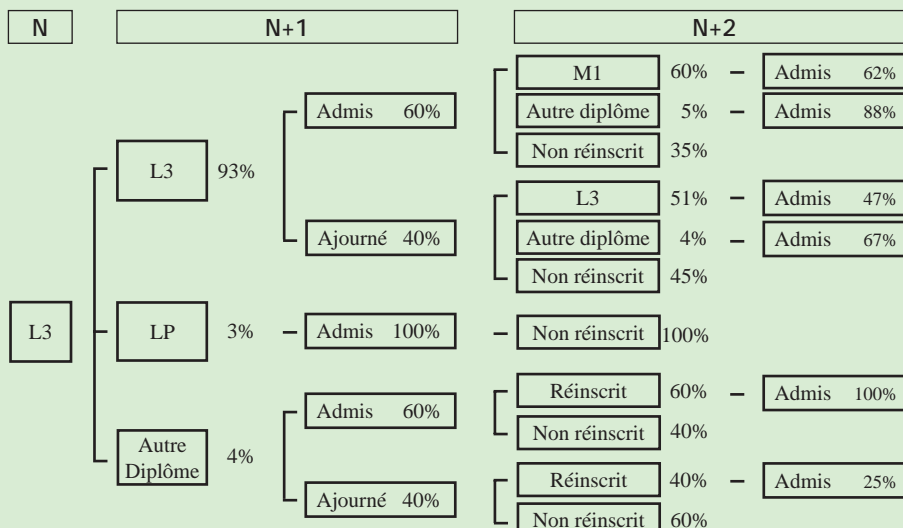 N N+1 N+2
M1 60% – Admis 62%
Admis 60% Autre diplôme 5% – Admis 88%
L3 93% Non réinscrit 35%
L3 51% – Admis 47%
Ajourné 40% Autre diplôme 4% – Admis 67%
Non réinscrit 45%
L3 LP 3% – Admis 100% – Non réinscrit 100%
Réinscrit 60% – Admis 100%
Admis 60% Non réinscrit 40%
Autre
Diplôme 4%
Réinscrit 40% – Admis 25%
Ajourné 40% Non réinscrit 60%